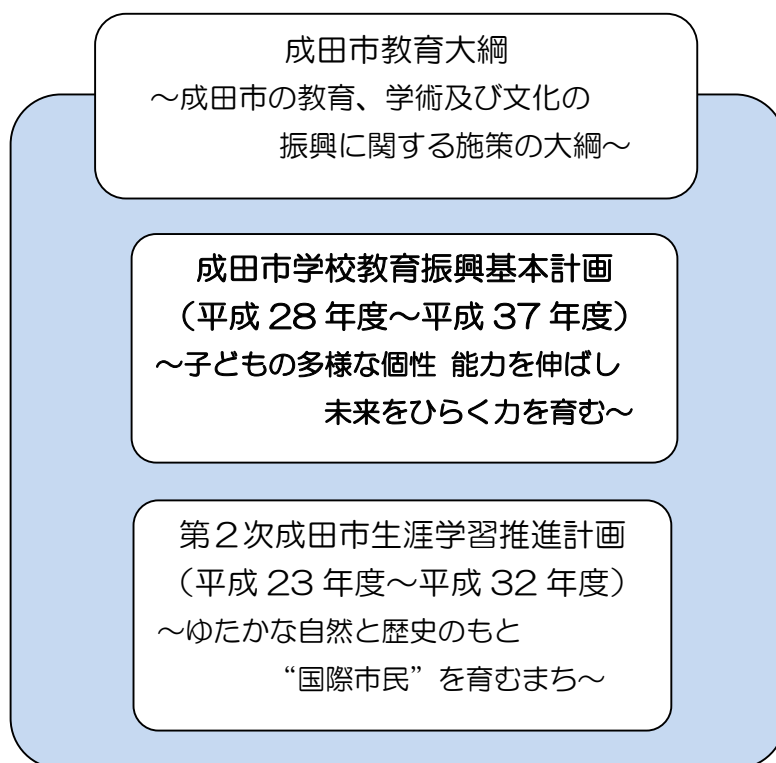 成田市教育大綱
~成田市の教育、学術及び文化の
振興に関する施策の大綱~
成田市学校教育振興基本計画
(平成 28 年度~平成 37 年度)
~子どもの多様な個性 能力を伸ばし
未来をひらく力を育む~
第2次成田市生涯学習推進計画
(平成 23 年度~平成 32 年度)
~ゆたかな自然と歴史のもと
“国際市民”を育むまち~